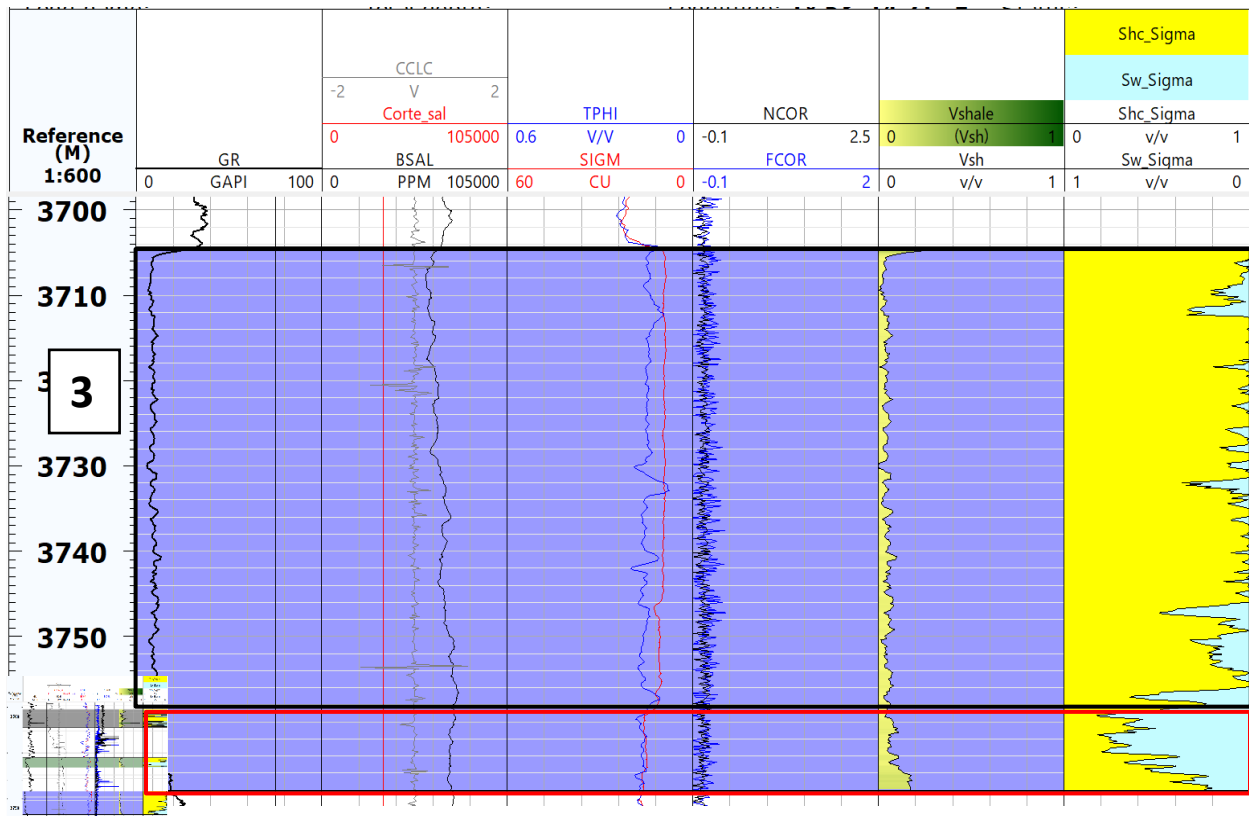 Shc_Sigma
CCLC
Sw_Sigma
-2 V 2
Corte_sal TPHI NCOR Vshale Shc_Sigma
Reference 0 105000 0.6 V/V 0 -0.1 2.5 0 (Vsh) 1 0 v/v 1
(M) GR BSAL SIGM FCOR Vsh Sw_Sigma
1:600 0 GAPI 100 0 PPM 105000 60 CU 0 -0.1 2 0 v/v 1 1 v/v 0
3700
3710
3
3730
3740
3750